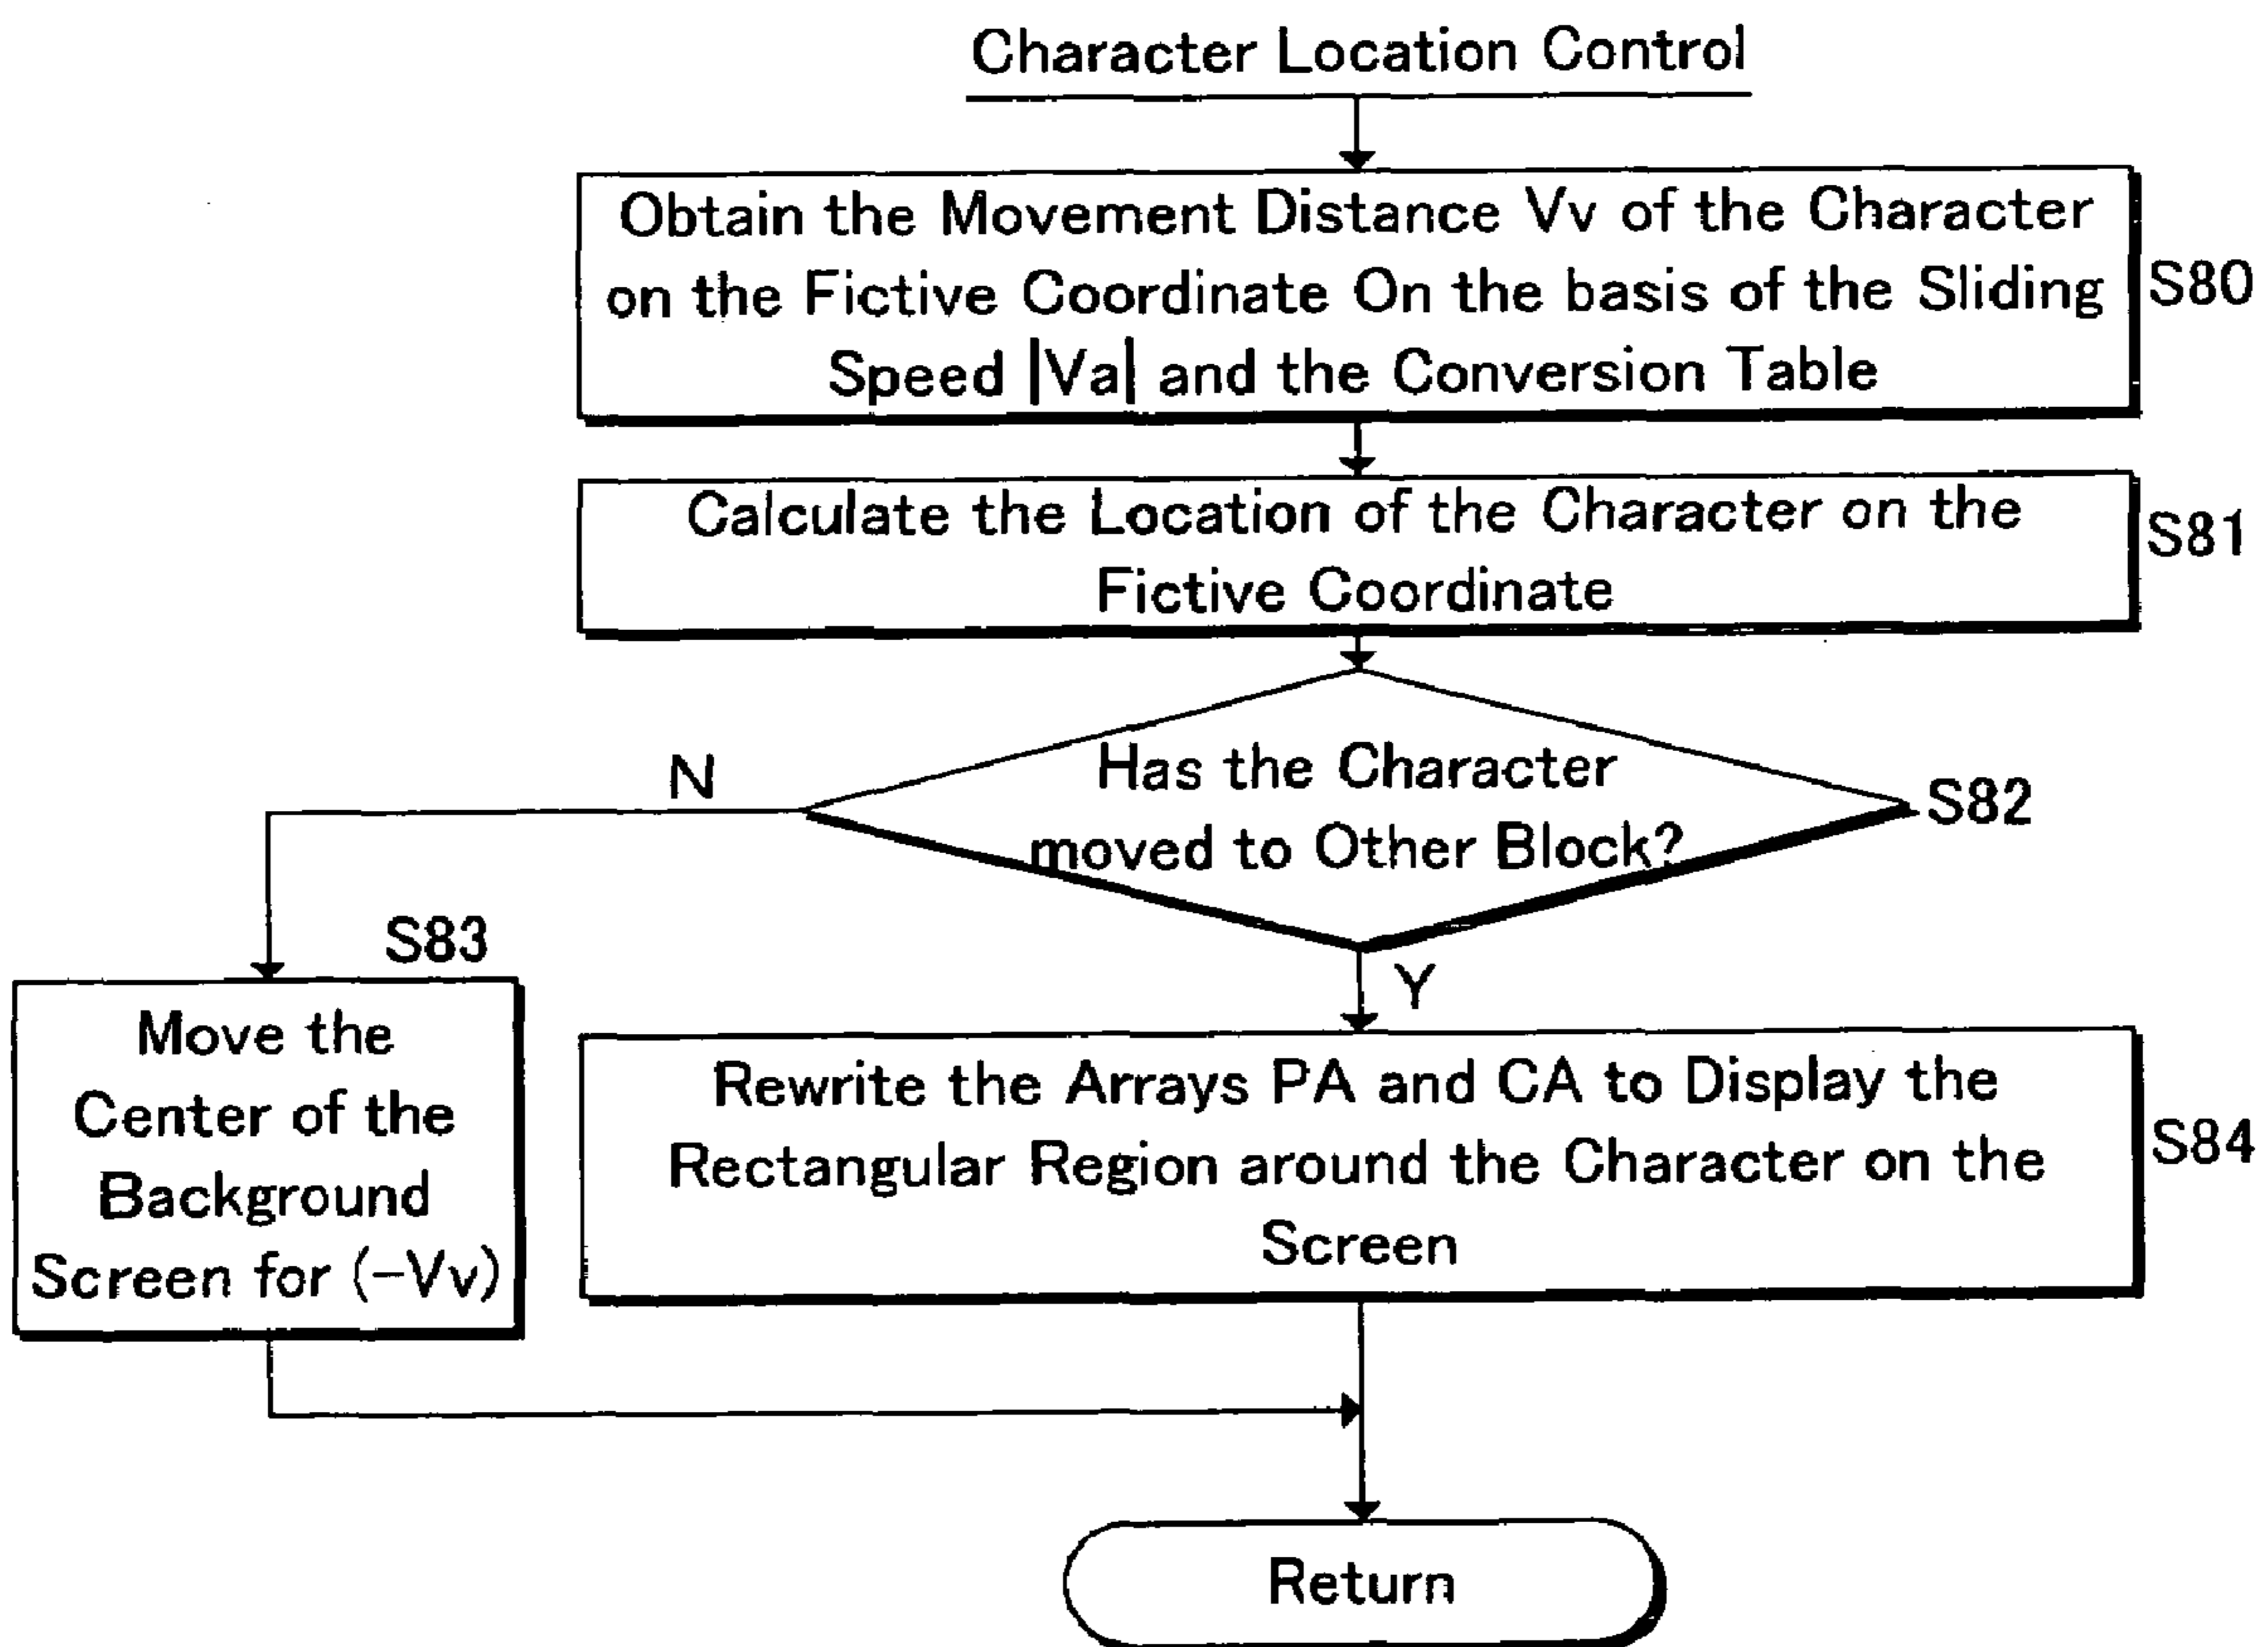 Character Location Control
Obtain the Movement Distance Vv of the Character
on the Fictive Coordinate On the basis of the Sliding
Speed |Va| and the Conversion Table
S80
Calculate the Location of the Character on the
Fictive Coordinate
S81
Has the Character
moved to Other Block?
S82
N
Y
S83
Move the
Center of the
Background
Screen for (-Vv)
Rewrite the Arrays PA and CA to Display the
Rectangular Region around the Character on the
Screen
S84
Return